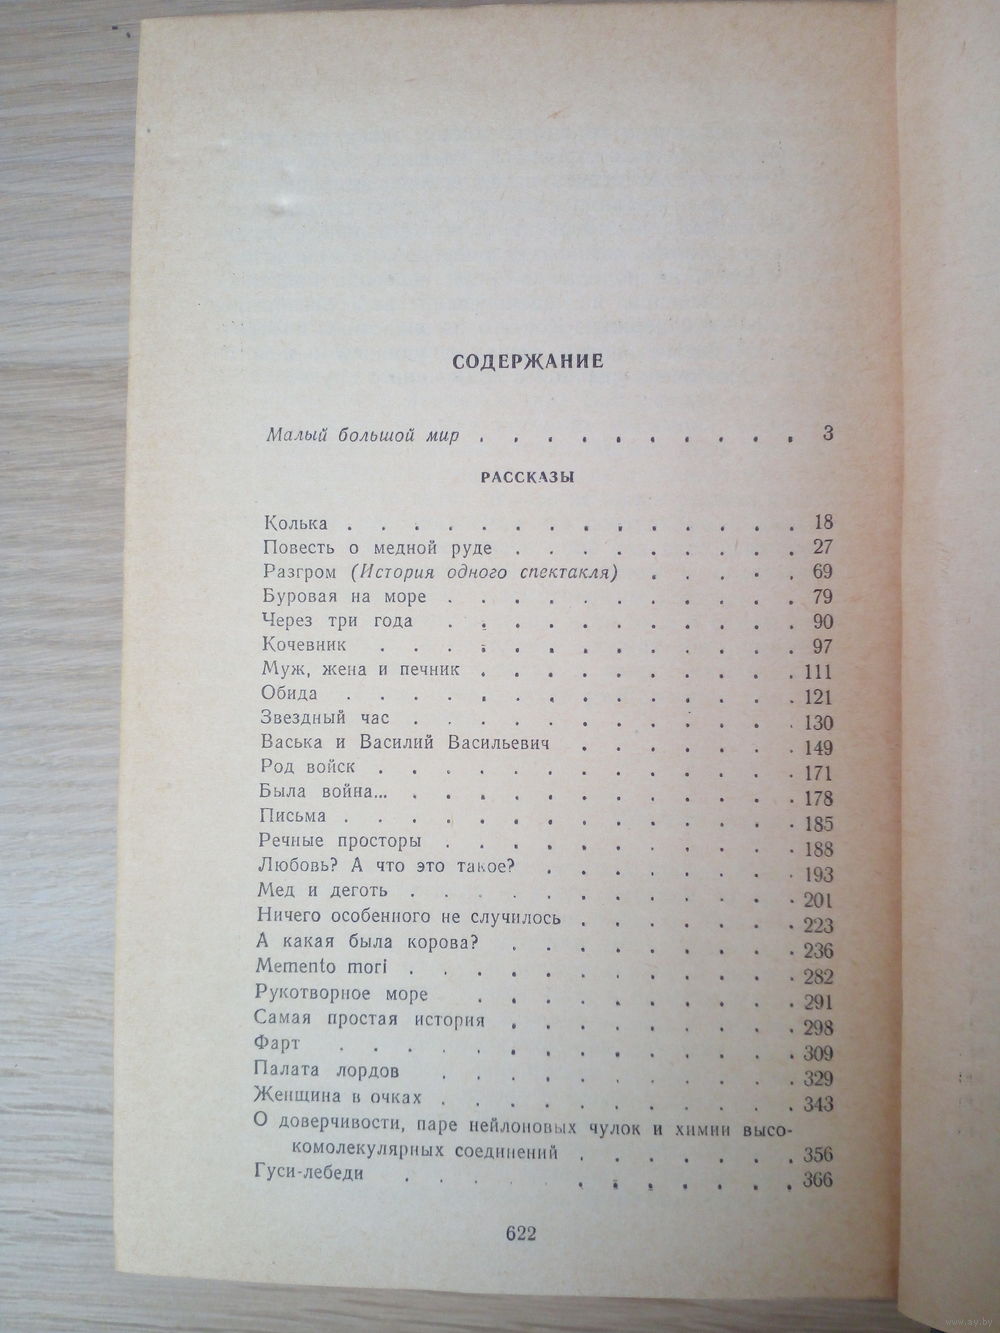 СОДЕРЖАНИЕ
Малый большой мир . . . . . . . . . . 3
РАССКАЗЫ
Колька . . . . . . . . . . . . . . 18
Повесть о медной руде . . . . . . . . . 27
Разгром (История одного спектакля) . . . . . 69
Буровая на море . . . . . . . . . . . 79
Через три года . . . . . . . . . . . 90
Кочевник . . . . . . . . . . . . . 97
Муж, жена и печник . . . . . . . . . . 111
Обида . . . . . . . . . . . . . . 121
Звездный час . . . . . . . . . . . . 130
Васька и Василий Васильевич . . . . . . . 149
Род войск . . . . . . . . . . . . . 171
Была война... . . . . . . . . . . . . 178
Письма . . . . . . . . . . . . . . 185
Речные просторы . . . . . . . . . . . 188
Любовь? А что это такое? . . . . . . . . 193
Мед и деготь . . . . . . . . . . . . 201
Ничего особенного не случилось . . . . . . . 223
А какая была корова? . . . . . . . . . 236
Memento mori . . . . . . . . . . . . 282
Рукотворное море . . . . . . . . . . 291
Самая простая история . . . . . . . . . 298
Фарт . . . . . . . . . . . . . . 309
Палата лордов . . . . . . . . . . . 329
Женщина в очках . . . . . . . . . . . 343
О доверчивости, паре нейлоновых чулок и химии высо-
комолекулярных соединений . . . . . . . 356
Гуси-лебеди . . . . . . . . . . . . 366
622
www.ay.by